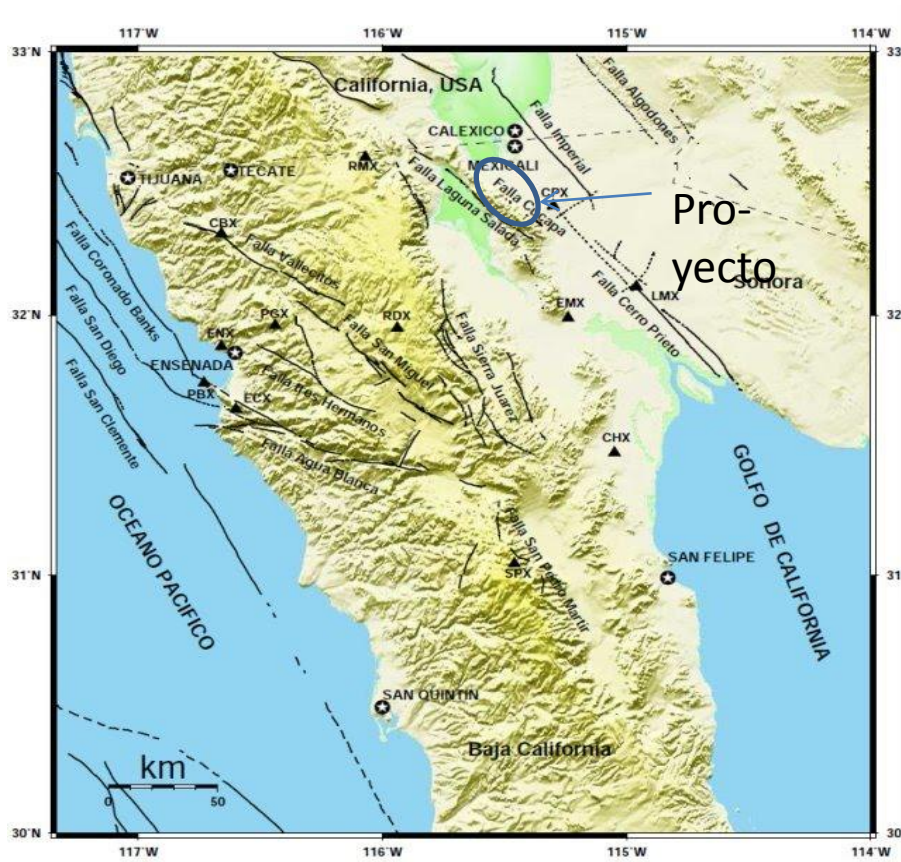 117˚W
116˚W
115˚W
114˚W
33˚N
33
California, USA
Falla Algodones
Falla Imperial
CALEXICO
MEXICALI
RMX
TECATE
TIJUANA
Falla Cucapa
CPX
Falla Laguna Salada
Pro-
yecto
CBX
Falla Vallecitos
Sonora
LMX
EMX
Falla Cerro Prieto
32˚N
32
Falla Coronado Banks
Falla San Diego
Falla San Clemente
PGX
RDX
ENX
ENSENADA
PBX
ECX
Falla San Miguel
Falla Sierra Juarez
Falla Tres Hermanos
Falla Agua Blanca
CHX
GOLFO DE CALIFORNIA
OCEANO PACIFICO
Falla San Pedro Martir
SPX
SAN FELIPE
31˚N
31
SAN QUINTIN
Baja California
km
0
50
30˚N
30
117˚W
116˚W
115˚W
114˚W